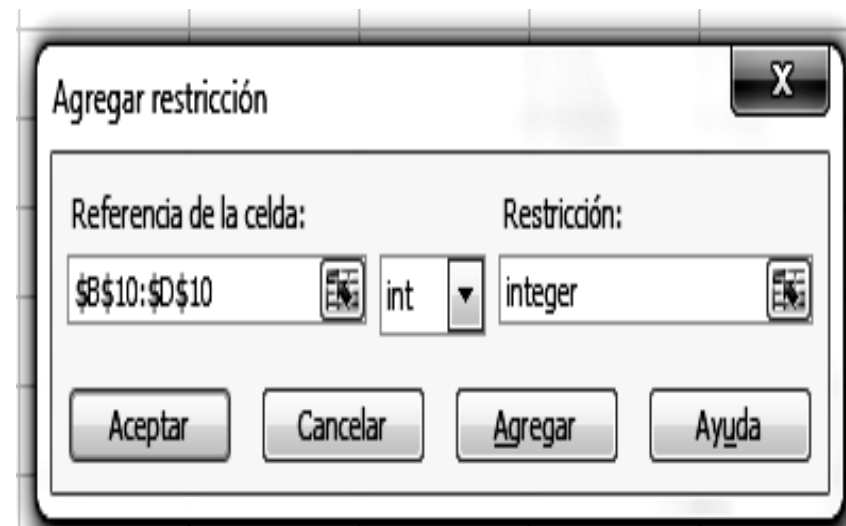 Agregar restricción
X
Referencia de la celda: Restricción:
$B$10:$D$10 int integer
Aceptar Cancelar Agregar Ayuda